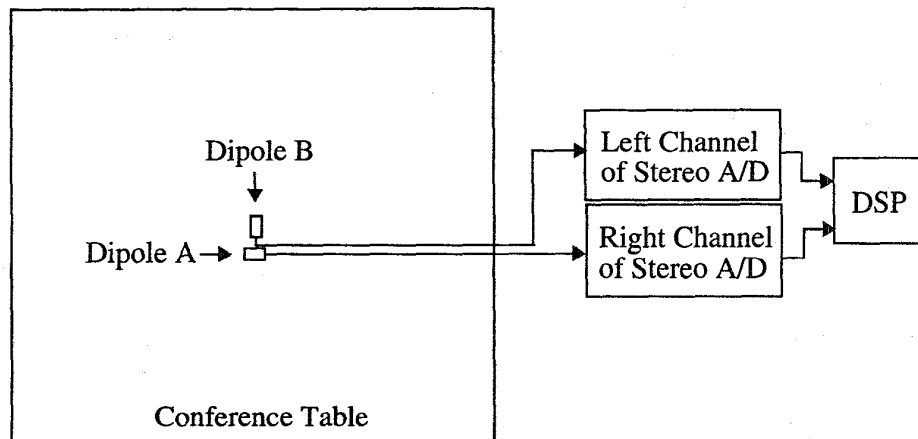 Dipole B
Dipole A
Left Channel
of Stereo A/D
Right Channel
of Stereo A/D
DSP
Conference Table